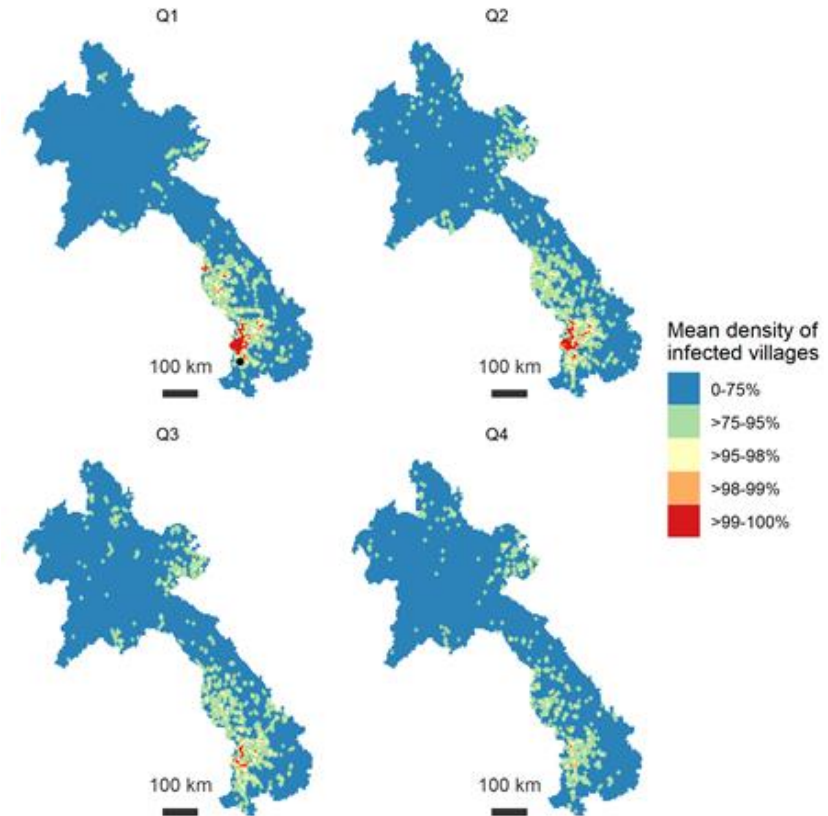 Q1
Q2
100 km
100 km
Mean density of
infected villages
0-75%
>75-95%
>95-98%
>98-99%
>99-100%
Q3
Q4
100 km
100 km